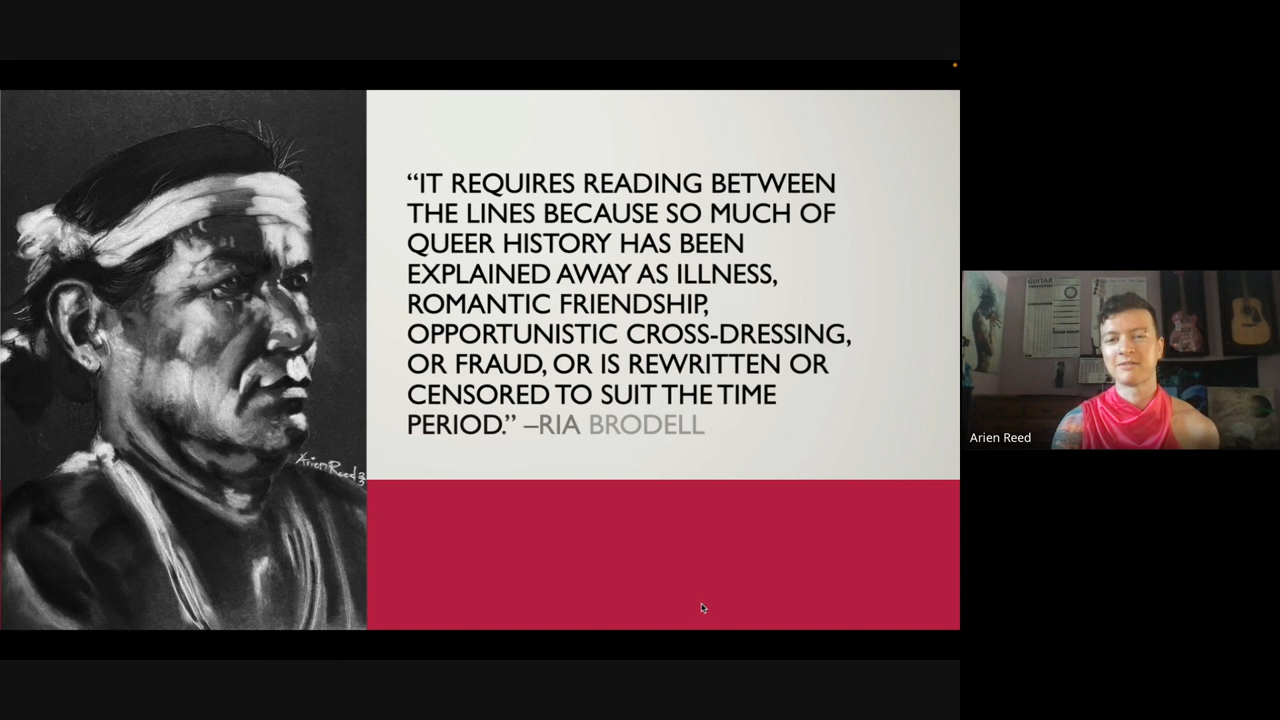 “IT REQUIRES READING BETWEEN
THE LINES BECAUSE SO MUCH OF
QUEER HISTORY HAS BEEN
EXPLAINED AWAY AS ILLNESS,
ROMANTIC FRIENDSHIP,
OPPORTUNISTIC CROSS-DRESSING,
OR FRAUD, OR IS REWRITTEN OR
CENSORED TO SUIT THE TIME
PERIOD.” –RIA BRODELL
Arien Reed
GUITAR
Arien Reed